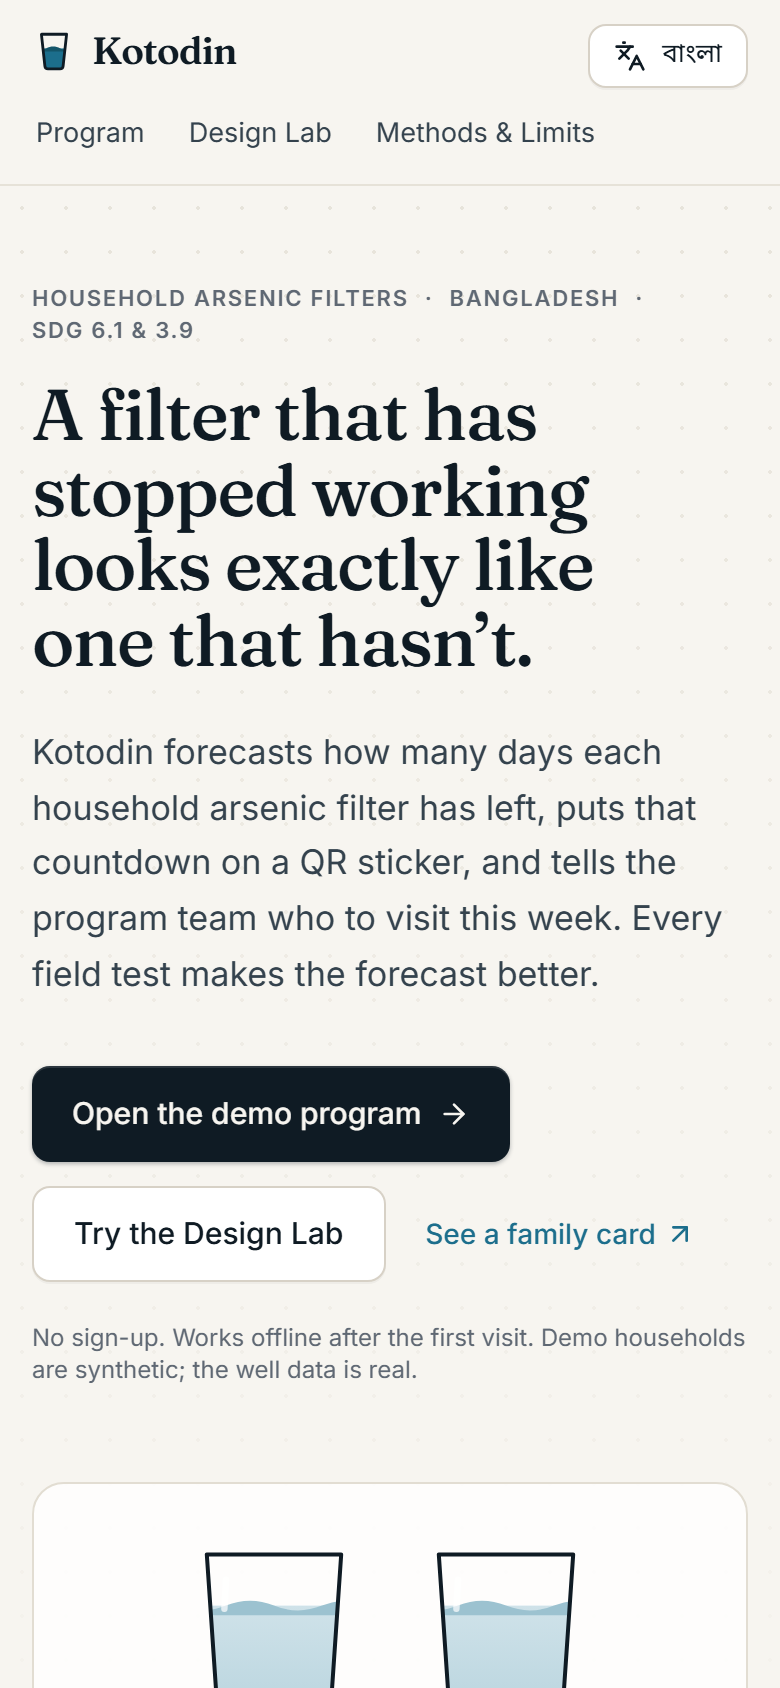 Kotodin
বাংলা
Program
Design Lab
Methods & Limits
HOUSEHOLD ARSENIC FILTERS · BANGLADESH ·
SDG 6.1 & 3.9
A filter that has
stopped working
looks exactly like
one that hasn’t.
Kotodin forecasts how many days each
household arsenic filter has left, puts that
countdown on a QR sticker, and tells the
program team who to visit this week. Every
field test makes the forecast better.
Open the demo program →
Try the Design Lab
See a family card ↗
No sign-up. Works offline after the first visit. Demo households
are synthetic; the well data is real.